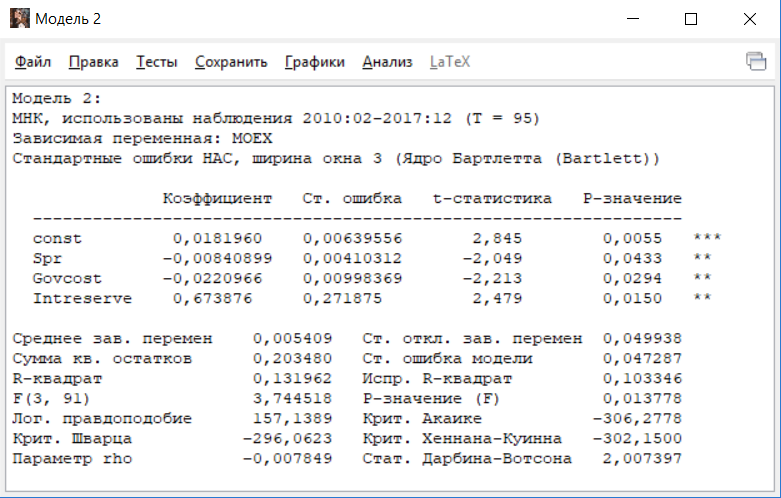 Модель 2
Файл Правка Тесты Сохранить Графики Анализ LaTeX
Модель 2:
МНК, использованы наблюдения 2010:02-2017:12 (T = 95)
Зависимая переменная: MOEX
Стандартные ошибки HAC, ширина окна 3 (Ядро Бартлетта (Bartlett))
Коэффициент Ст. ошибка t-статистика P-значение
const 0,0181960 0,00639556 2,845 0,0055 ***
Spr -0,00840899 0,00410312 -2,049 0,0433 **
Govcost -0,0220966 0,00998369 -2,213 0,0294 **
Intreserve 0,673876 0,271875 2,479 0,0150 **
Среднее зав. перемен 0,005409 Ст. откл. зав. перемен 0,049938
Сумма кв. остатков 0,203480 Ст. ошибка модели 0,047287
R-квадрат 0,131962 Испр. R-квадрат 0,103346
F(3, 91) 3,744518 Р-значение (F) 0,013778
Лог. правдоподобие 157,1389 Крит. Акаике -306,2778
Крит. Шварца -296,0623 Крит. Хеннана-Куинна -302,1500
Параметр rho -0,007849 Стат. Дарбина-Вотсона 2,007397